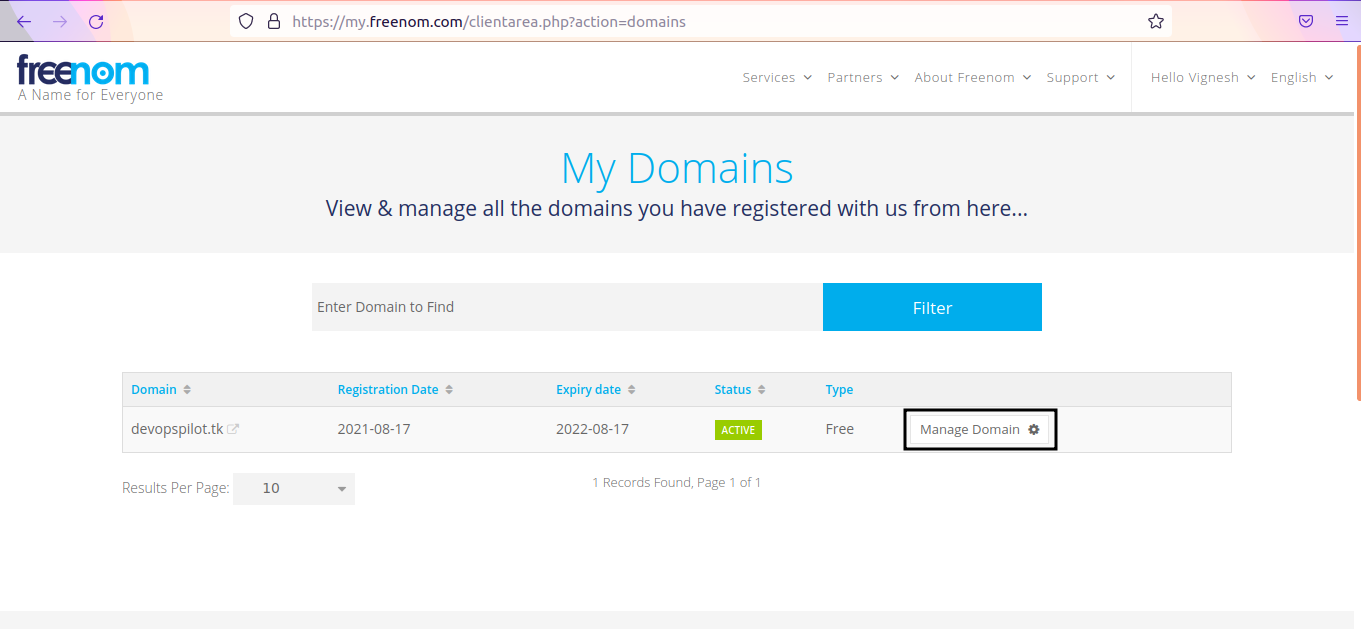 https://my.freenom.com/clientarea.php?action=domains
freenom
A Name for Everyone
Services Partners About Freenom Support Hello Vignesh English
My Domains
View & manage all the domains you have registered with us from here...
Enter Domain to Find Filter
Domain Registration Date Expiry date Status Type
devopspilot.tk 2021-08-17 2022-08-17 ACTIVE Free Manage Domain
Results Per Page: 10 1 Records Found, Page 1 of 1